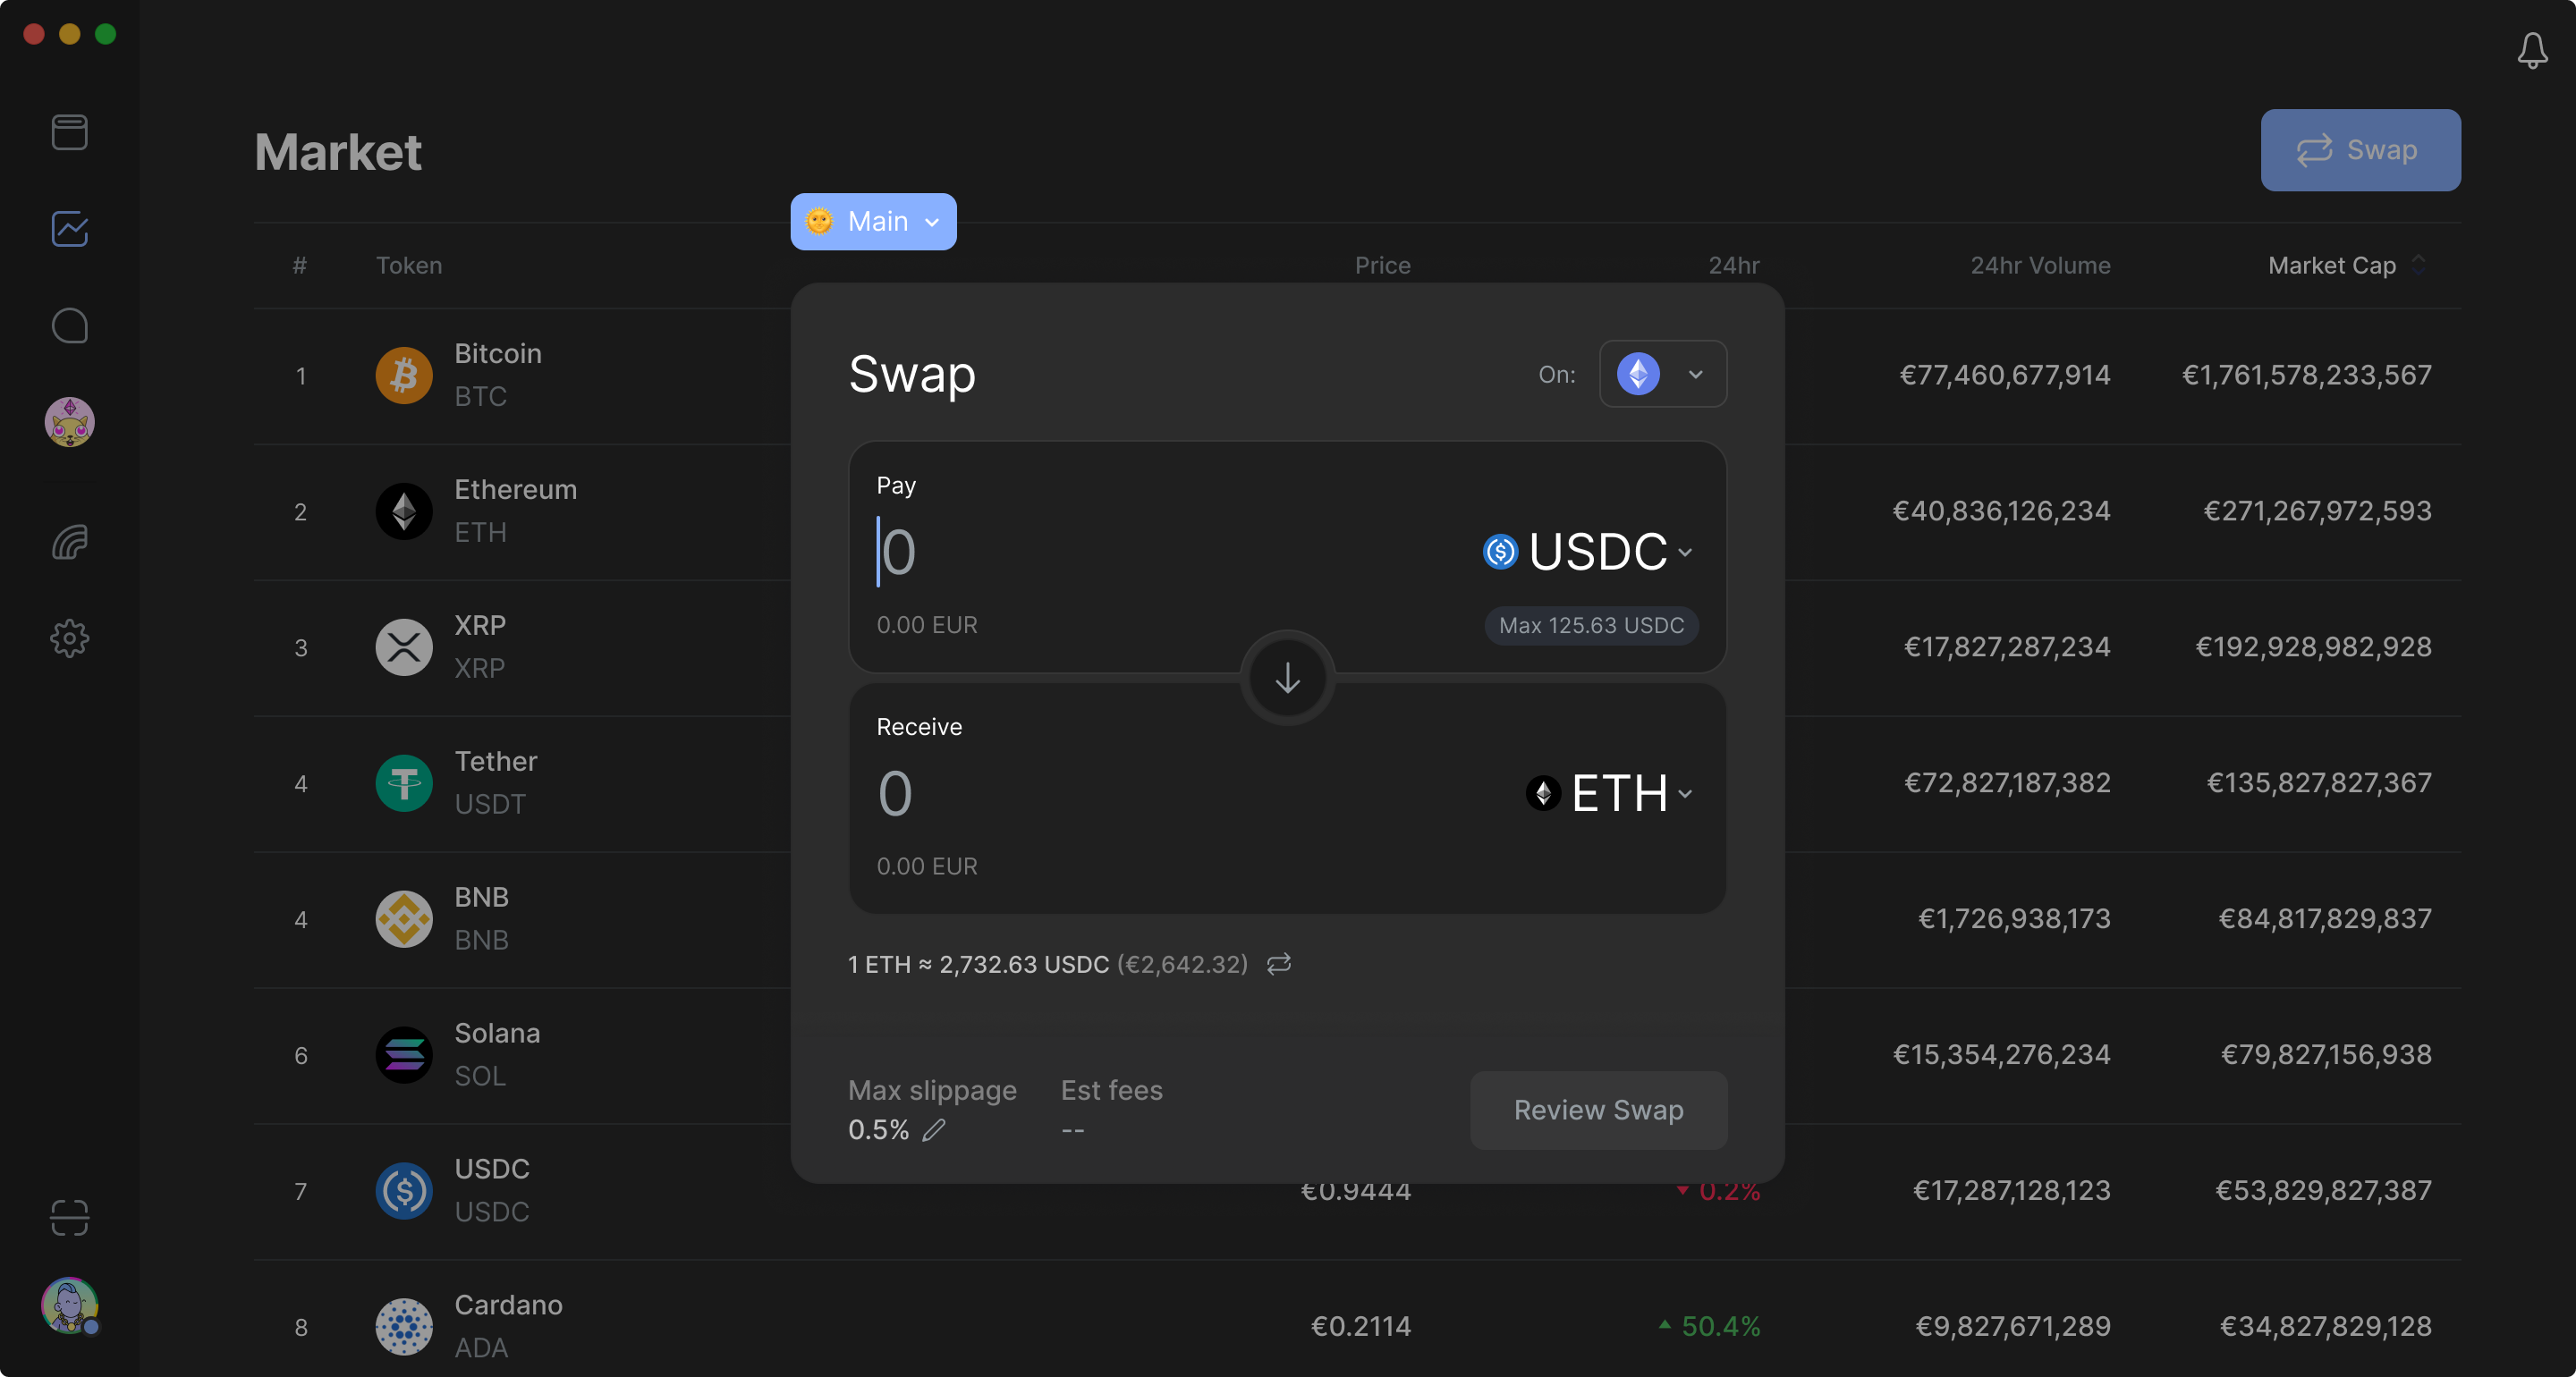 Market
Swap
Main
# Token Price 24hr 24hr Volume Market Cap
1 Bitcoin BTC €77,460,677,914 €1,761,578,233,567
2 Ethereum ETH €40,836,126,234 €271,267,972,593
3 XRP XRP €17,827,287,234 €192,928,982,928
4 Tether USDT €72,827,187,382 €135,827,827,367
4 BNB BNB €1,726,938,173 €84,817,829,837
6 Solana SOL €15,354,276,234 €79,827,156,938
7 USDC USDC €0.9444 0.2% €17,287,128,123 €53,829,827,387
8 Cardano ADA €0.2114 50.4% €9,827,671,289 €34,827,829,128
Swap
On:
Pay
0 USDC
0.00 EUR Max 125.63 USDC
Receive
0 ETH
0.00 EUR
1 ETH ≈ 2,732.63 USDC (€2,642.32)
Max slippage Est fees
0.5% --
Review Swap